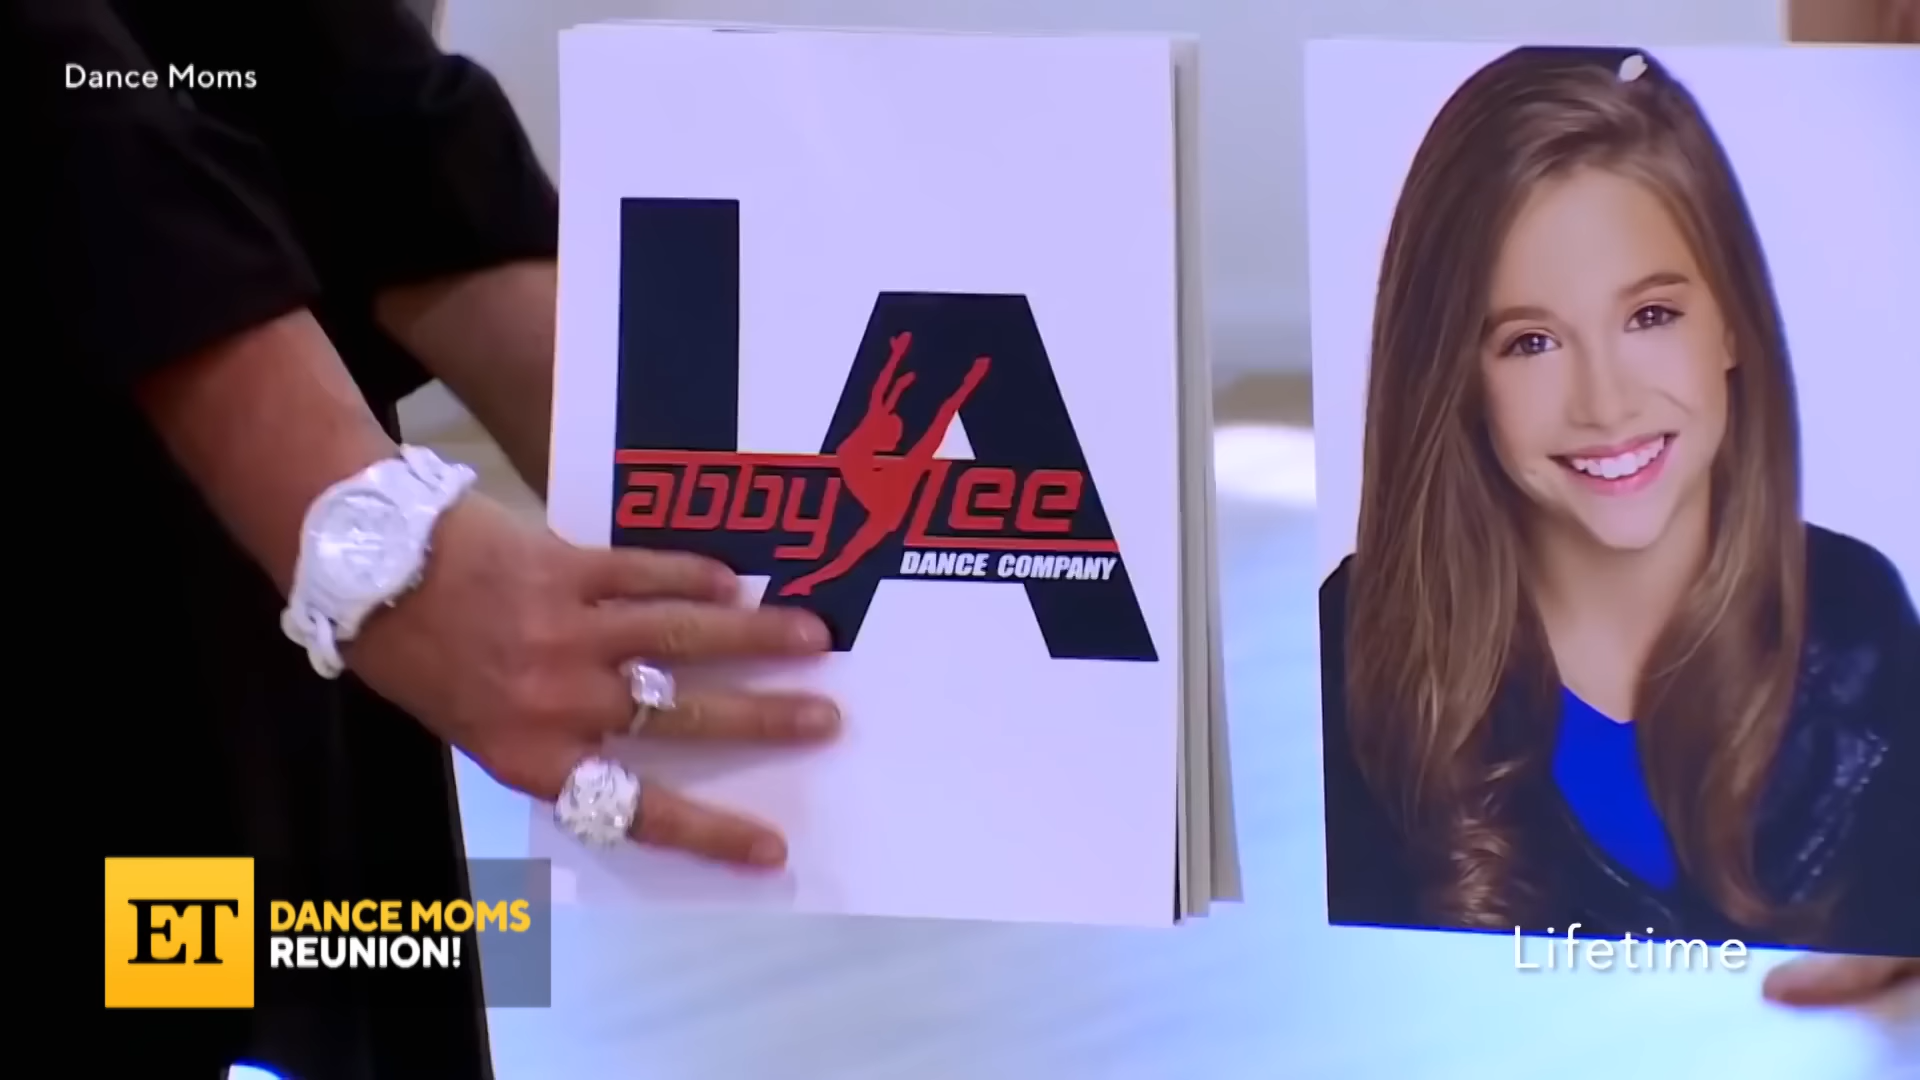 Dance Moms
LA
abby Lee
DANCE COMPANY
ET
DANCE MOMS
REUNION!
Lifetime